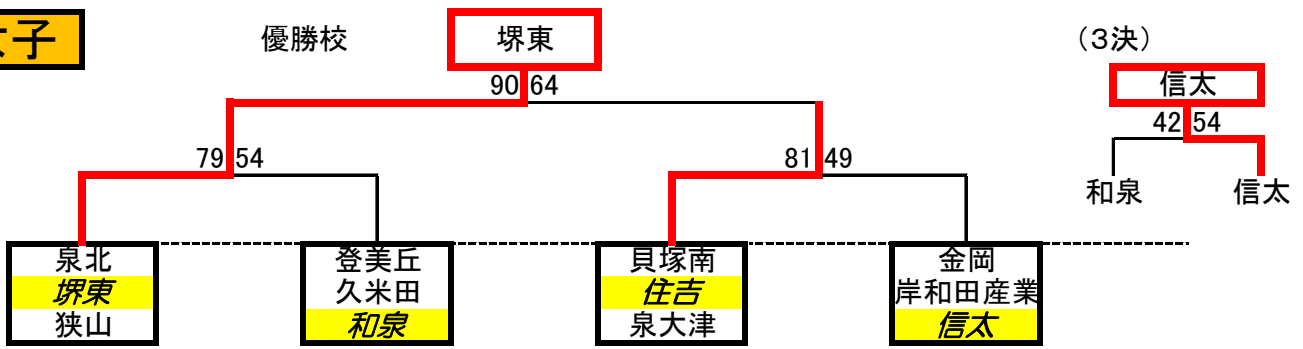 女子
優勝校
堺東
(3決)
90 64
信太
42 54
79 54
81 49
和泉
信太
泉北
堺東
狭山
登美丘
久米田
和泉
貝塚南
住吉
泉大津
金岡
岸和田産業
信太